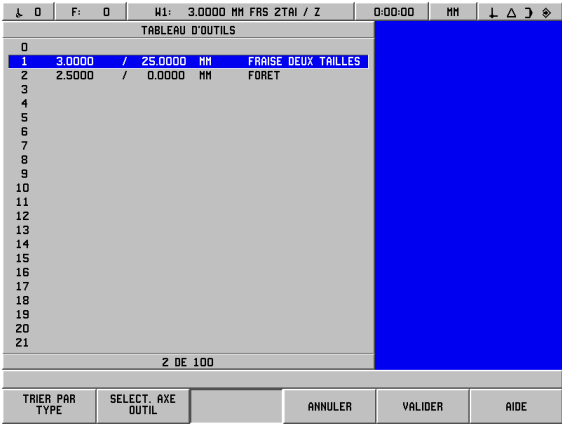 0 F: 0 W1: 3.0000 MM FRS 2TAI / Z 0:00:00 MM
TABLEAU D'OUTILS
0
1 3.0000 / 25.0000 MM FRAISE DEUX TAILLES
2 2.5000 / 0.0000 MM FORET
3
4
5
6
7
8
9
10
11
12
13
14
15
16
17
18
19
20
21
2 DE 100
TRIER PAR TYPE
SELECT. AXE OUTIL
ANNULER
VALIDER
AIDE